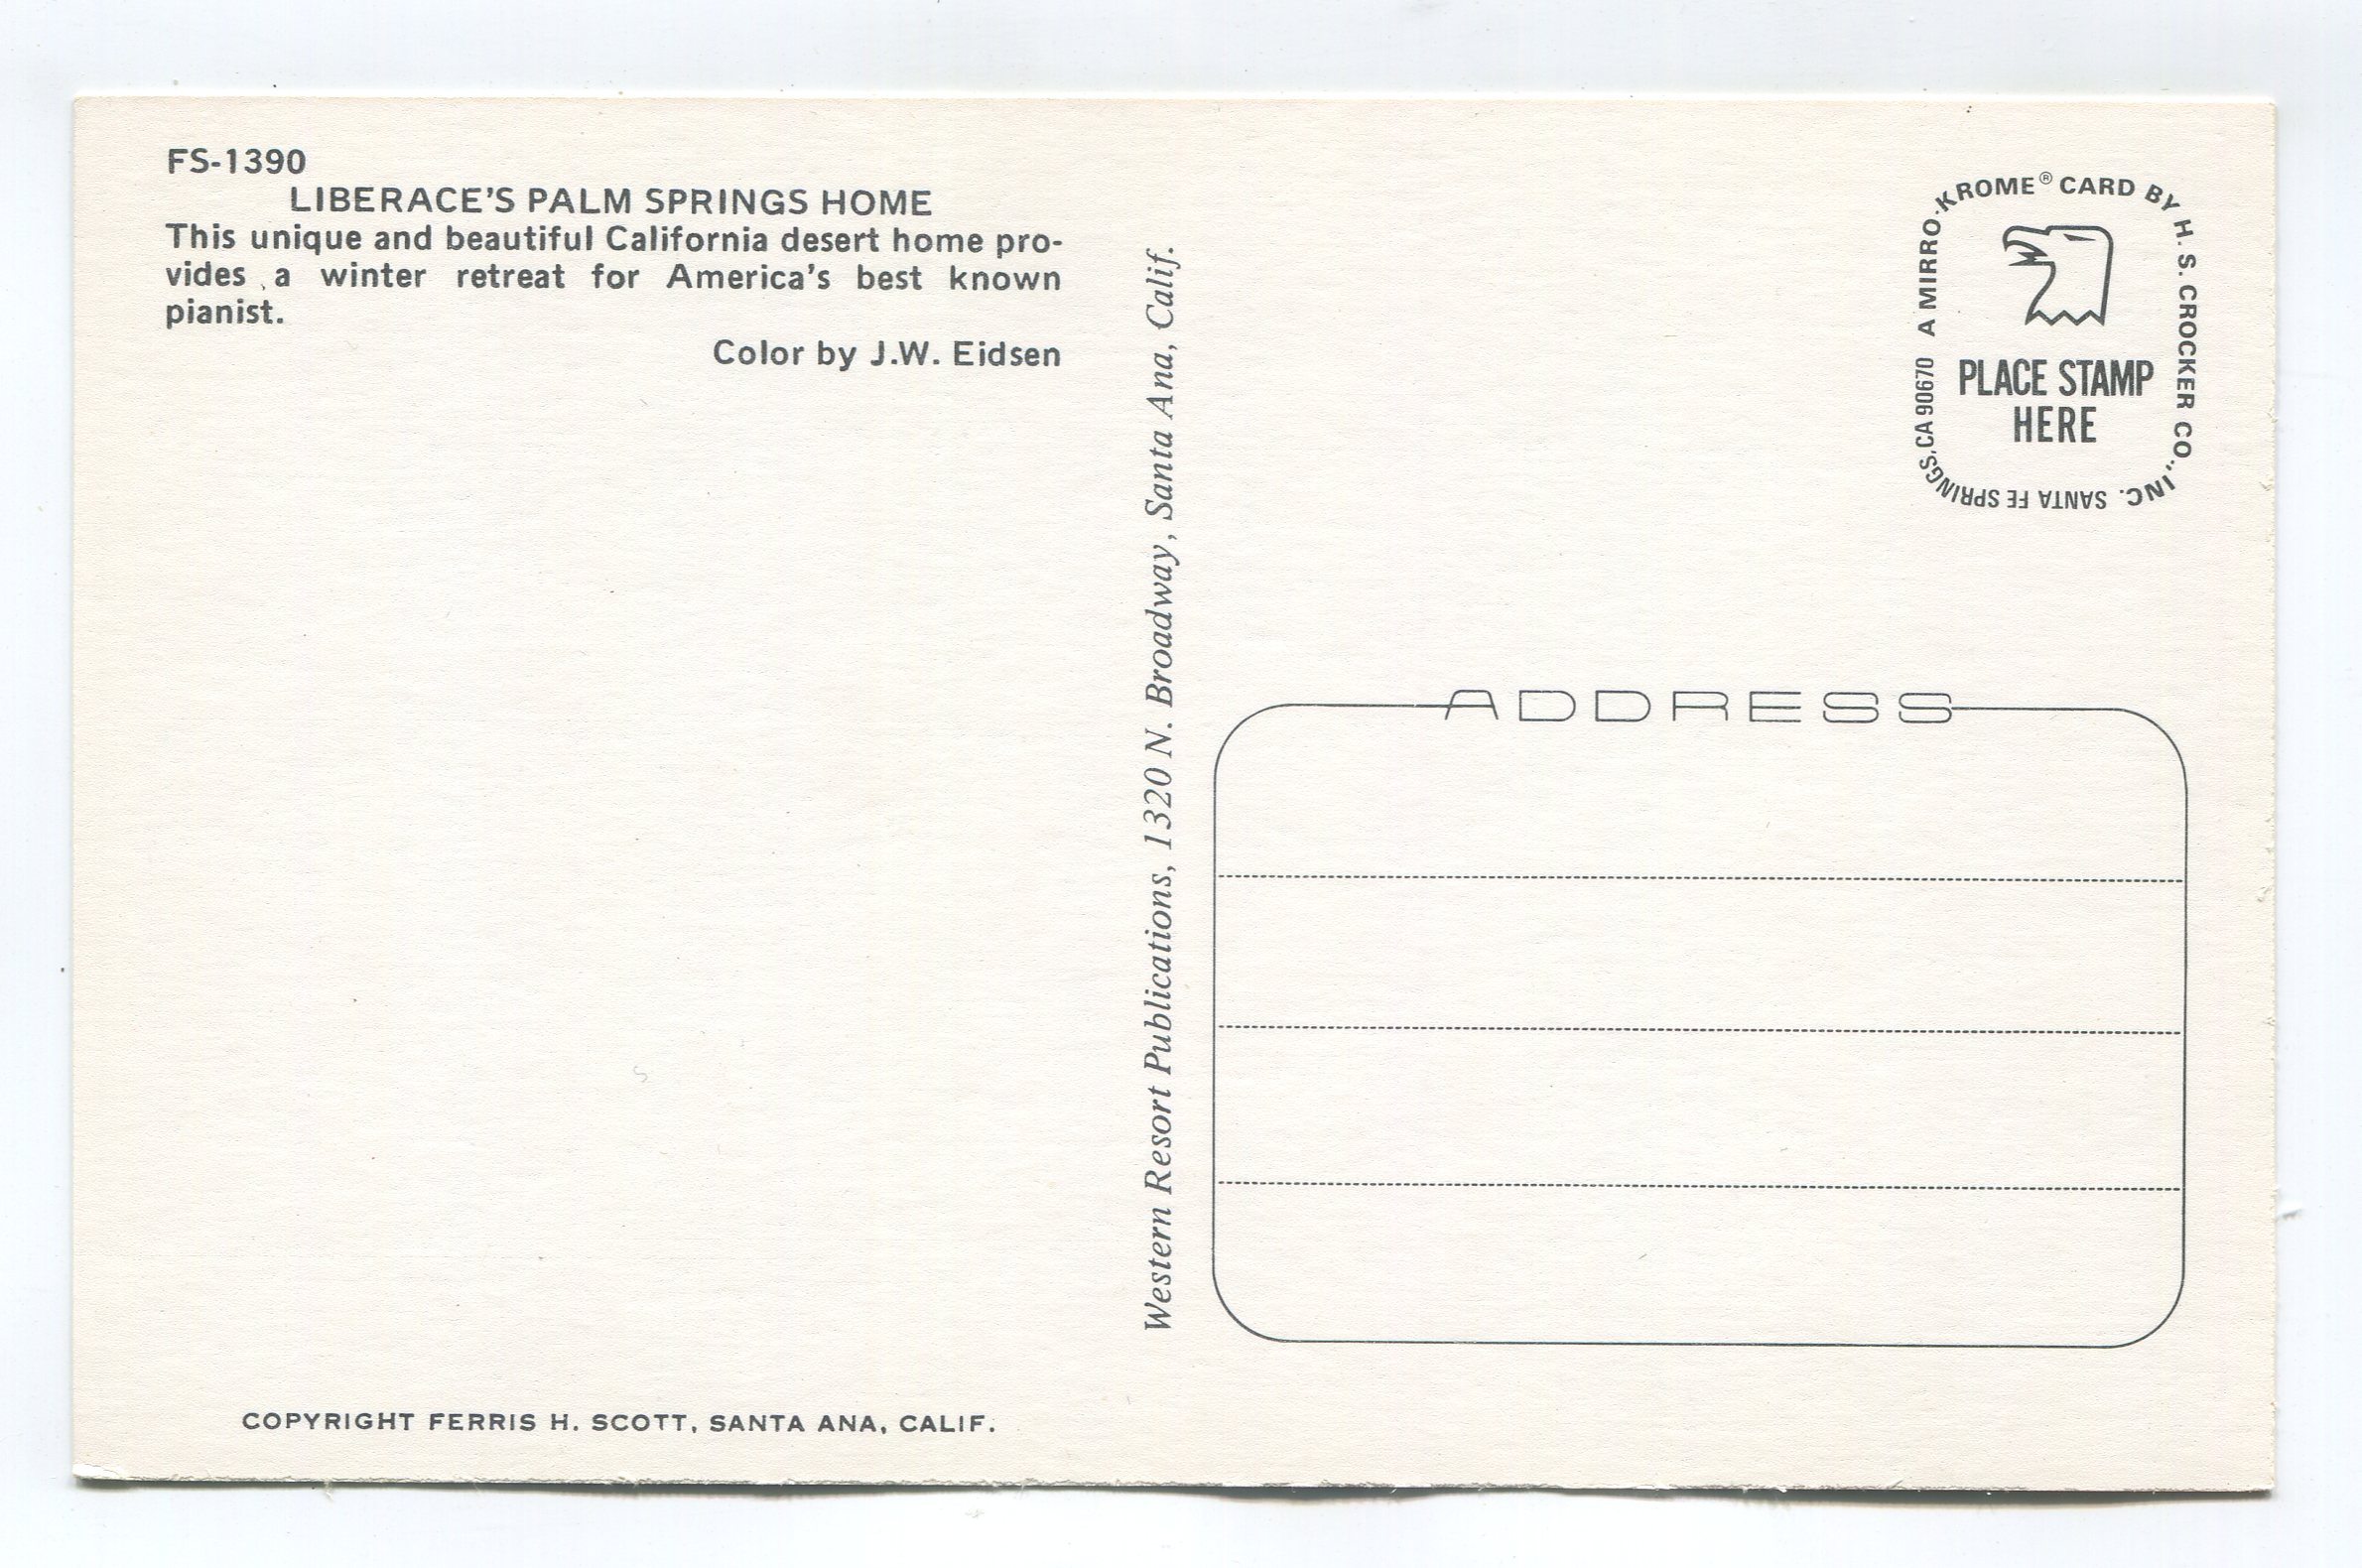 FS-1390
LIBERACE'S PALM SPRINGS HOME
This unique and beautiful California desert home pro-
vides a winter retreat for America's best known
pianist.
Color by J.W. Eidsen
COPYRIGHT FERRIS H. SCOTT, SANTA ANA, CALIF.
Western Resort Publications, 1320 N. Broadway, Santa Ana, Calif.
A MIRRO-KROME® CARD BY H. S. CROCKER CO., INC. SANTA FE SPRINGS, CA 90670
PLACE STAMP
HERE
ADDRESS